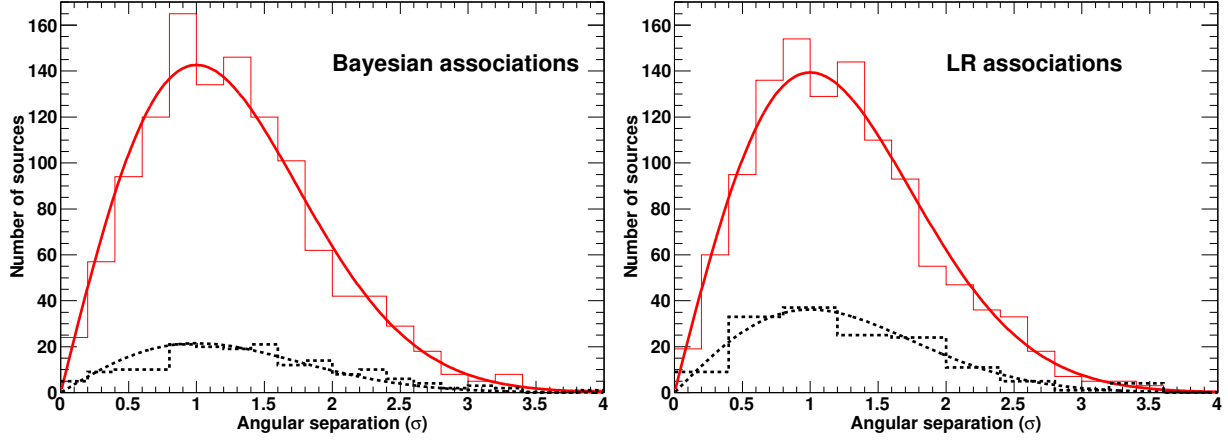 Bayesian associations
Number of sources
160
140
120
100
80
60
40
20
0
0 0.5 1 1.5 2 2.5 3 3.5 4
Angular separation (σ)
LR associations
Number of sources
160
140
120
100
80
60
40
20
0
0 0.5 1 1.5 2 2.5 3 3.5 4
Angular separation (σ)